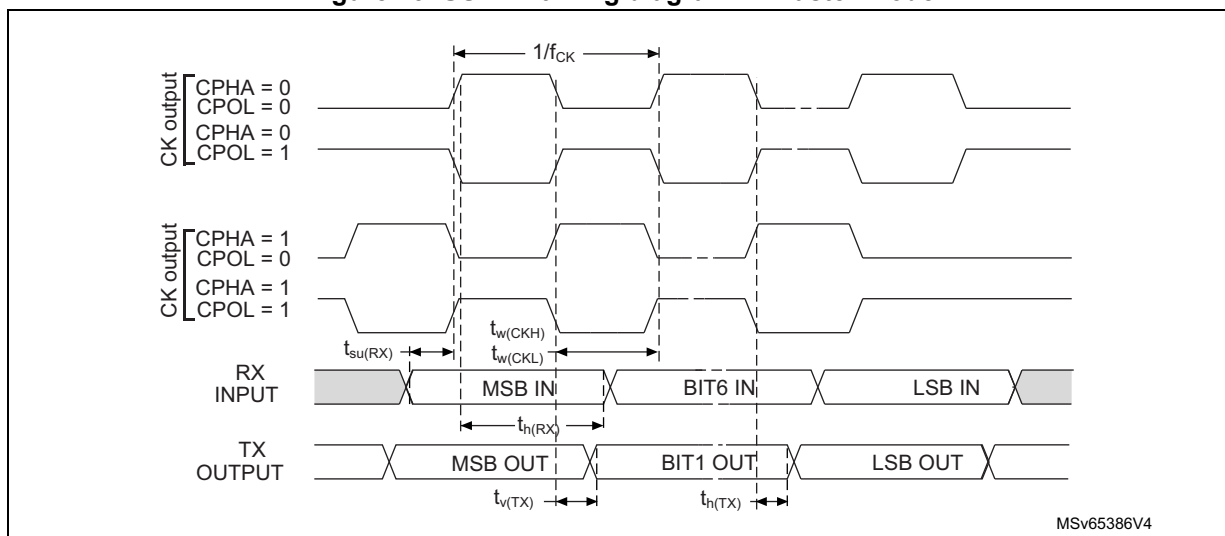 1/fCK
CK output
CPHA = 0
CPOL = 0
CPHA = 0
CPOL = 1
CK output
CPHA = 1
CPOL = 0
CPHA = 1
CPOL = 1
tw(CKH)
tw(CKL)
tsu(RX)
RX
INPUT
MSB IN
BIT6 IN
LSB IN
th(RX)
TX
OUTPUT
MSB OUT
BIT1 OUT
LSB OUT
tv(TX)
th(TX)
MSv65386V4